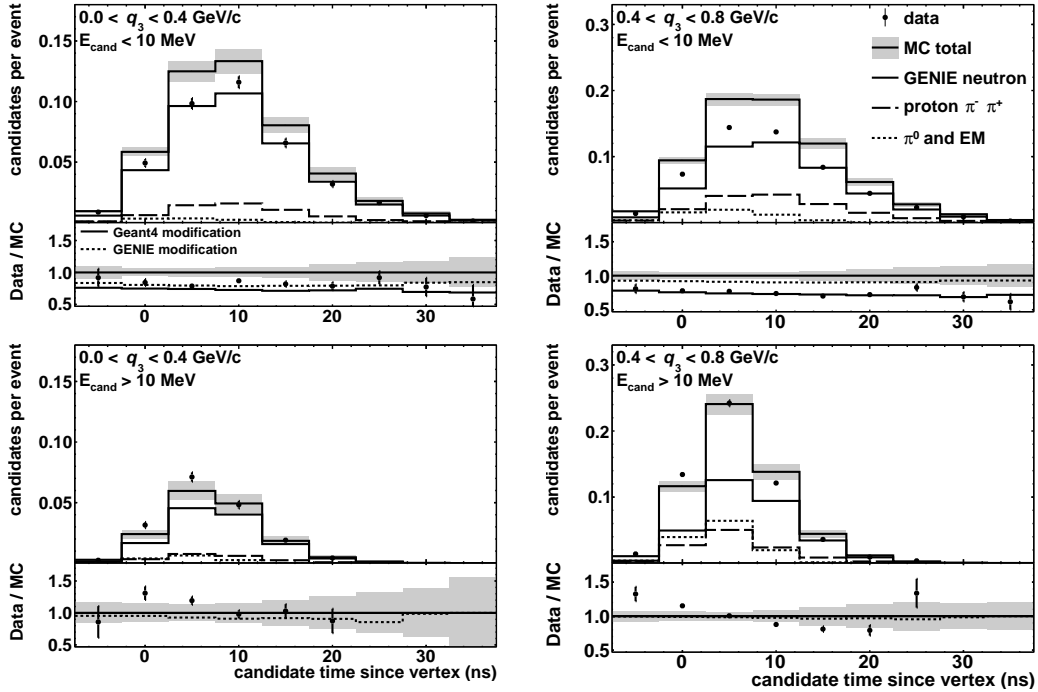 0.0 < q₃ < 0.4 GeV/c
E_cand < 10 MeV
candidates per event
0.15
0.10
0.05
Data / MC
1.5
1.0
0.5
Geant4 modification
GENIE modification
0 10 20 30
0.4 < q₃ < 0.8 GeV/c
E_cand < 10 MeV
data
MC total
GENIE neutron
proton π⁻ π⁺
π⁰ and EM
candidates per event
0.3
0.2
0.1
Data / MC
1.5
1.0
0.5
0 10 20 30
0.0 < q₃ < 0.4 GeV/c
E_cand > 10 MeV
candidates per event
0.15
0.10
0.05
Data / MC
1.5
1.0
0.5
0 10 20 30
candidate time since vertex (ns)
0.4 < q₃ < 0.8 GeV/c
E_cand > 10 MeV
candidates per event
0.3
0.2
0.1
Data / MC
1.5
1.0
0.5
0 10 20 30
candidate time since vertex (ns)